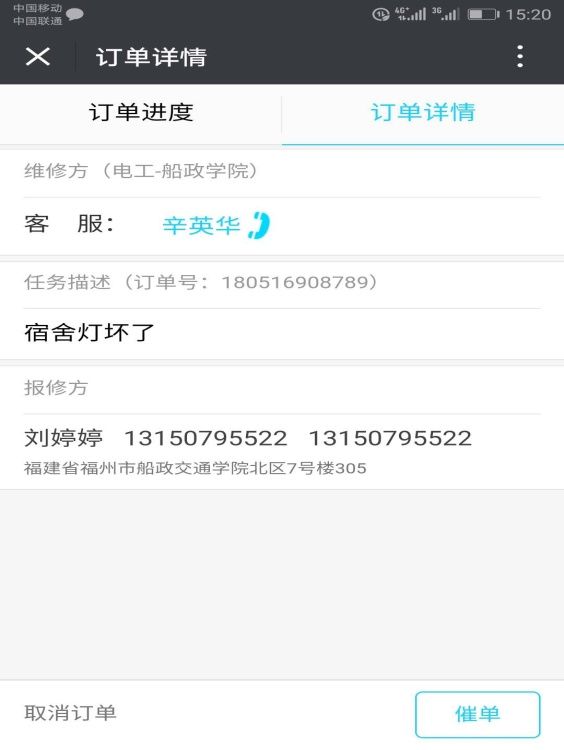 中国移动
中国联通
4G+ 3G 15:20
订单详情
订单进度 订单详情
维修方（电工-船政学院）
客 服： 辛英华
任务描述（订单号：180516908789）
宿舍灯坏了
报修方
刘婷婷 13150795522 13150795522
福建省福州市船政交通学院北区7号楼305
取消订单 催单